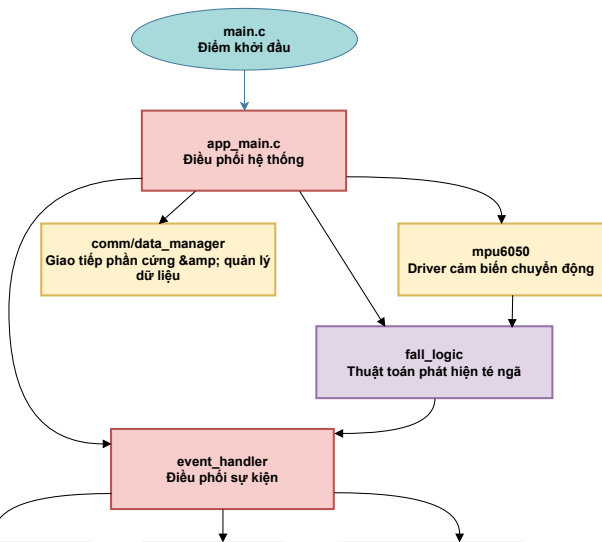 main.c
Điểm khởi đầu
app_main.c
Điều phối hệ thống
comm/data_manager
Giao tiếp phần cứng &amp; quản lý
dữ liệu
mpu6050
Driver cảm biến chuyển động
fall_logic
Thuật toán phát hiện té ngã
event_handler
Điều phối sự kiện